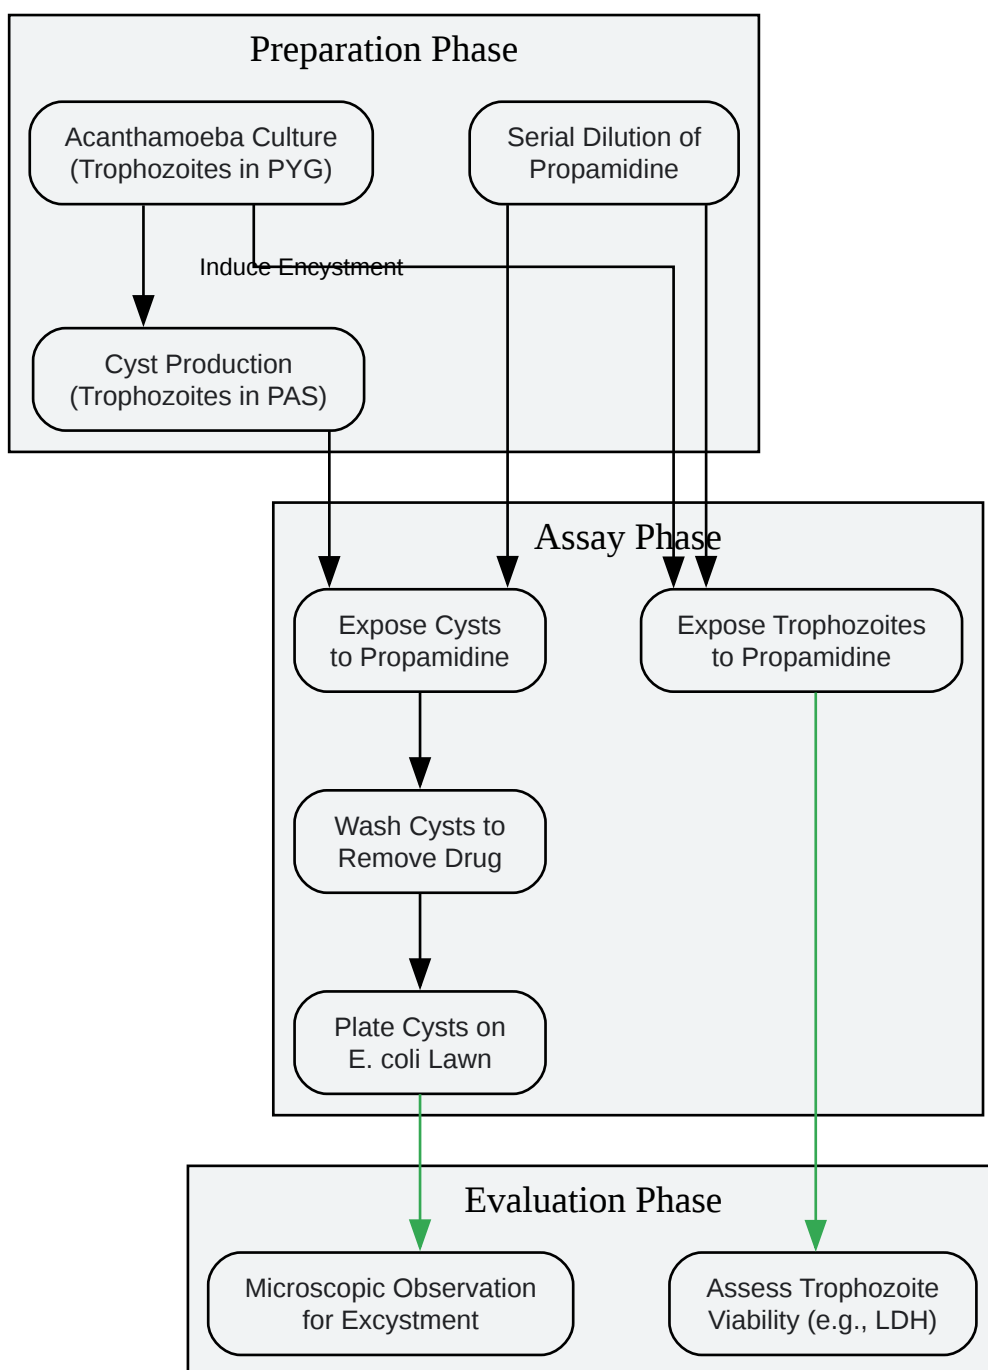 Preparation Phase
Acanthamoeba Culture
(Trophozoites in PYG)
Serial Dilution of
Propamidine
Induce Encystment
Cyst Production
(Trophozoites in PAS)
Assay Phase
Expose Cysts
to Propamidine
Expose Trophozoites
to Propamidine
Wash Cysts to
Remove Drug
Plate Cysts on
E. coli Lawn
Evaluation Phase
Microscopic Observation
for Excystment
Assess Trophozoite
Viability (e.g., LDH)